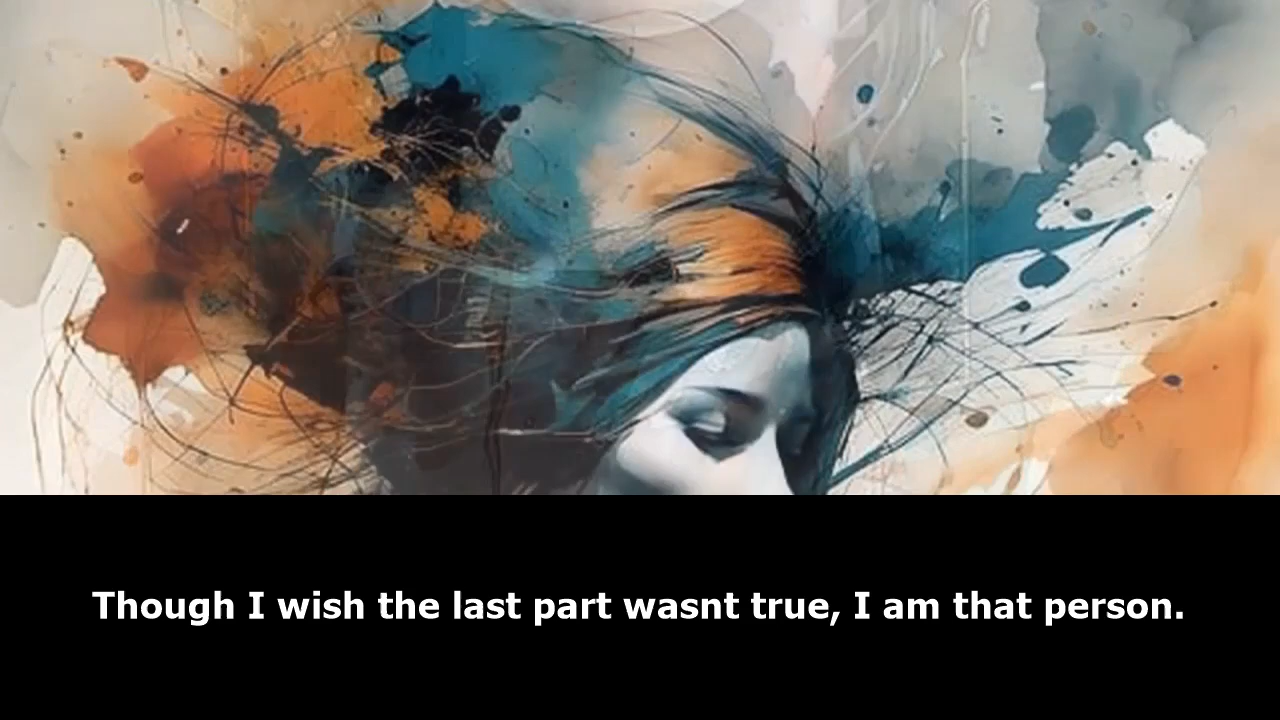 Though I wish the last part wasnt true, I am that person.